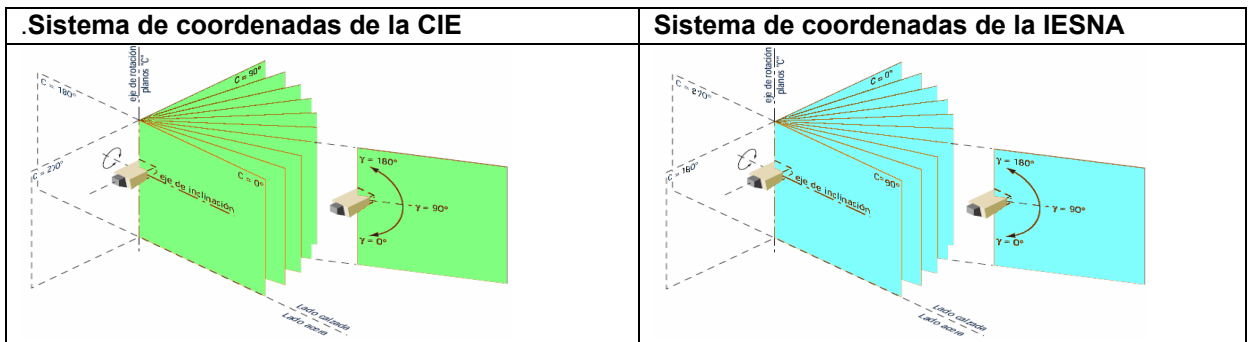 .Sistema de coordenadas de la CIE
eje de rotación
planos "C"
C = 90°
C = 180°
C = 270°
C = 0°
eje de inclinación
γ = 180°
γ = 90°
γ = 0°
Lado calzada
Lado acera
Sistema de coordenadas de la IESNA
eje de rotación
planos "C"
C = 0°
C = 270°
C = 180°
C= 90°
eje de inclinación
γ = 180°
γ = 90°
γ = 0°
Lado calzada
Lado acera